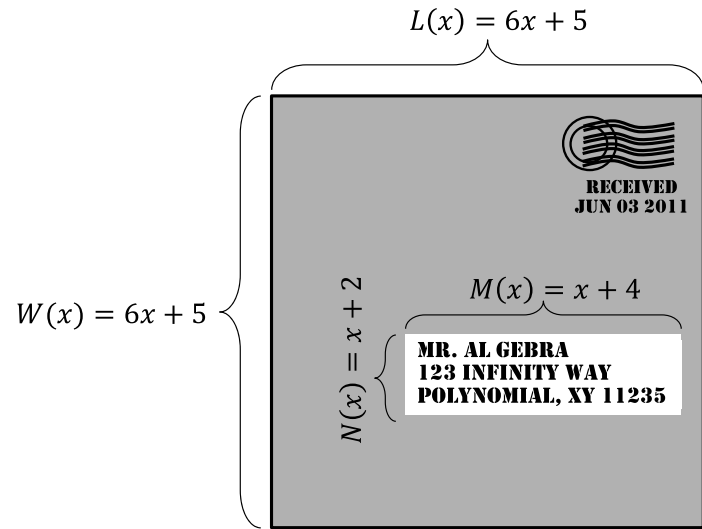 L(x) = 6x + 5
RECEIVED
JUN 03 2011
W(x) = 6x + 5
N(x) = x + 2
M(x) = x + 4
MR. AL GEBRA
123 INFINITY WAY
POLYNOMIAL, XY 11235